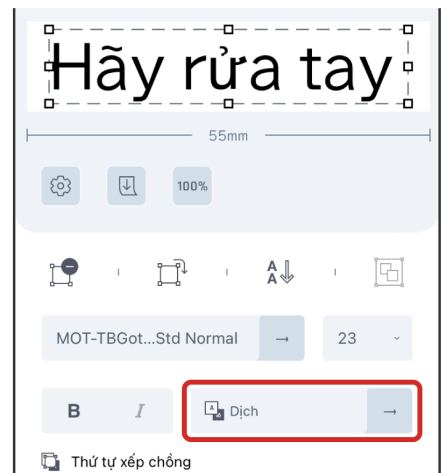 Hãy rửa tay
55mm
100%
A
A
MOT-TBGot...Std Normal → 23
B I Dịch →
Thứ tự xếp chồng